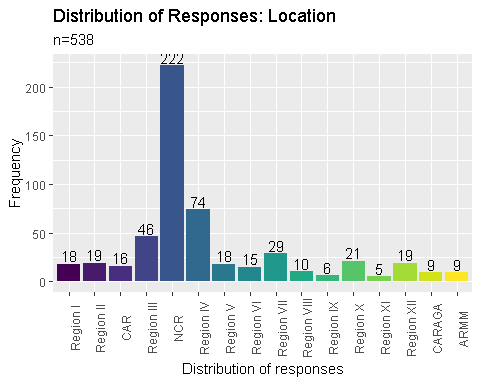 Distribution of Responses: Location
n=538
Frequency
200
150
100
50
0
18
19
16
46
222
74
18
15
29
10
6
21
5
19
9
9
Region I
Region II
CAR
Region III
NCR
Region IV
Region V
Region VI
Region VII
Region VIII
Region IX
Region X
Region XI
Region XII
CARAGA
ARMM
Distribution of responses